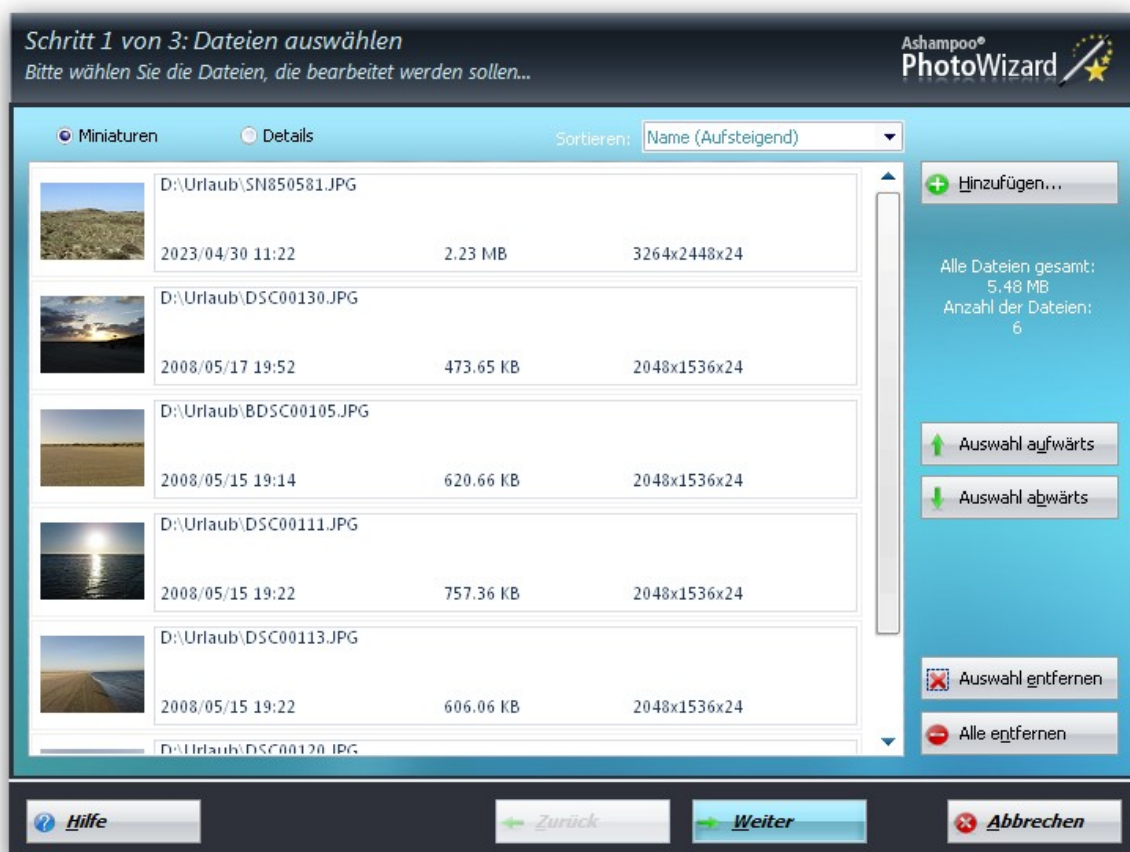 Schritt 1 von 3: Dateien auswählen
Bitte wählen Sie die Dateien, die bearbeitet werden sollen...
Ashampoo®
PhotoWizard
Miniaturen
Details
Sortieren:
Name (Aufsteigend)
D:\Urlaub\SN850581.JPG
2023/04/30 11:22 2.23 MB 3264x2448x24
D:\Urlaub\DSC00130.JPG
2008/05/17 19:52 473.65 KB 2048x1536x24
D:\Urlaub\BDSC00105.JPG
2008/05/15 19:14 620.66 KB 2048x1536x24
D:\Urlaub\DSC00111.JPG
2008/05/15 19:22 757.36 KB 2048x1536x24
D:\Urlaub\DSC00113.JPG
2008/05/15 19:22 606.06 KB 2048x1536x24
D:\Urlaub\DSC00120.JPG
Hinzufügen...
Alle Dateien gesamt:
5.48 MB
Anzahl der Dateien:
6
Auswahl aufwärts
Auswahl abwärts
Auswahl entfernen
Alle entfernen
Hilfe
Zurück
Weiter
Abbrechen